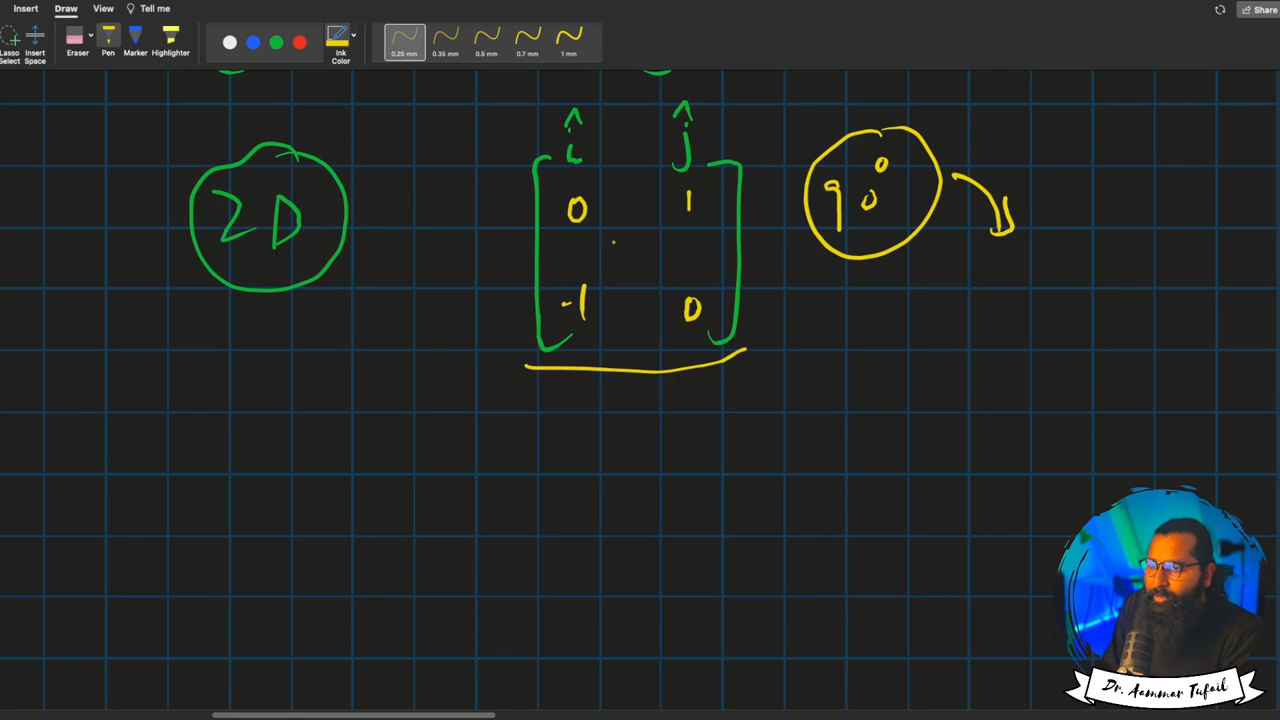 Insert Draw View Tell me
Share
Lasso Select Insert Space Eraser Pen Marker Highlighter Ink Color 0.25 mm 0.35 mm 0.5 mm 0.7 mm 1 mm
î ĵ
2D
0 1
90°
-1 0
Dr. Aammar Tufail